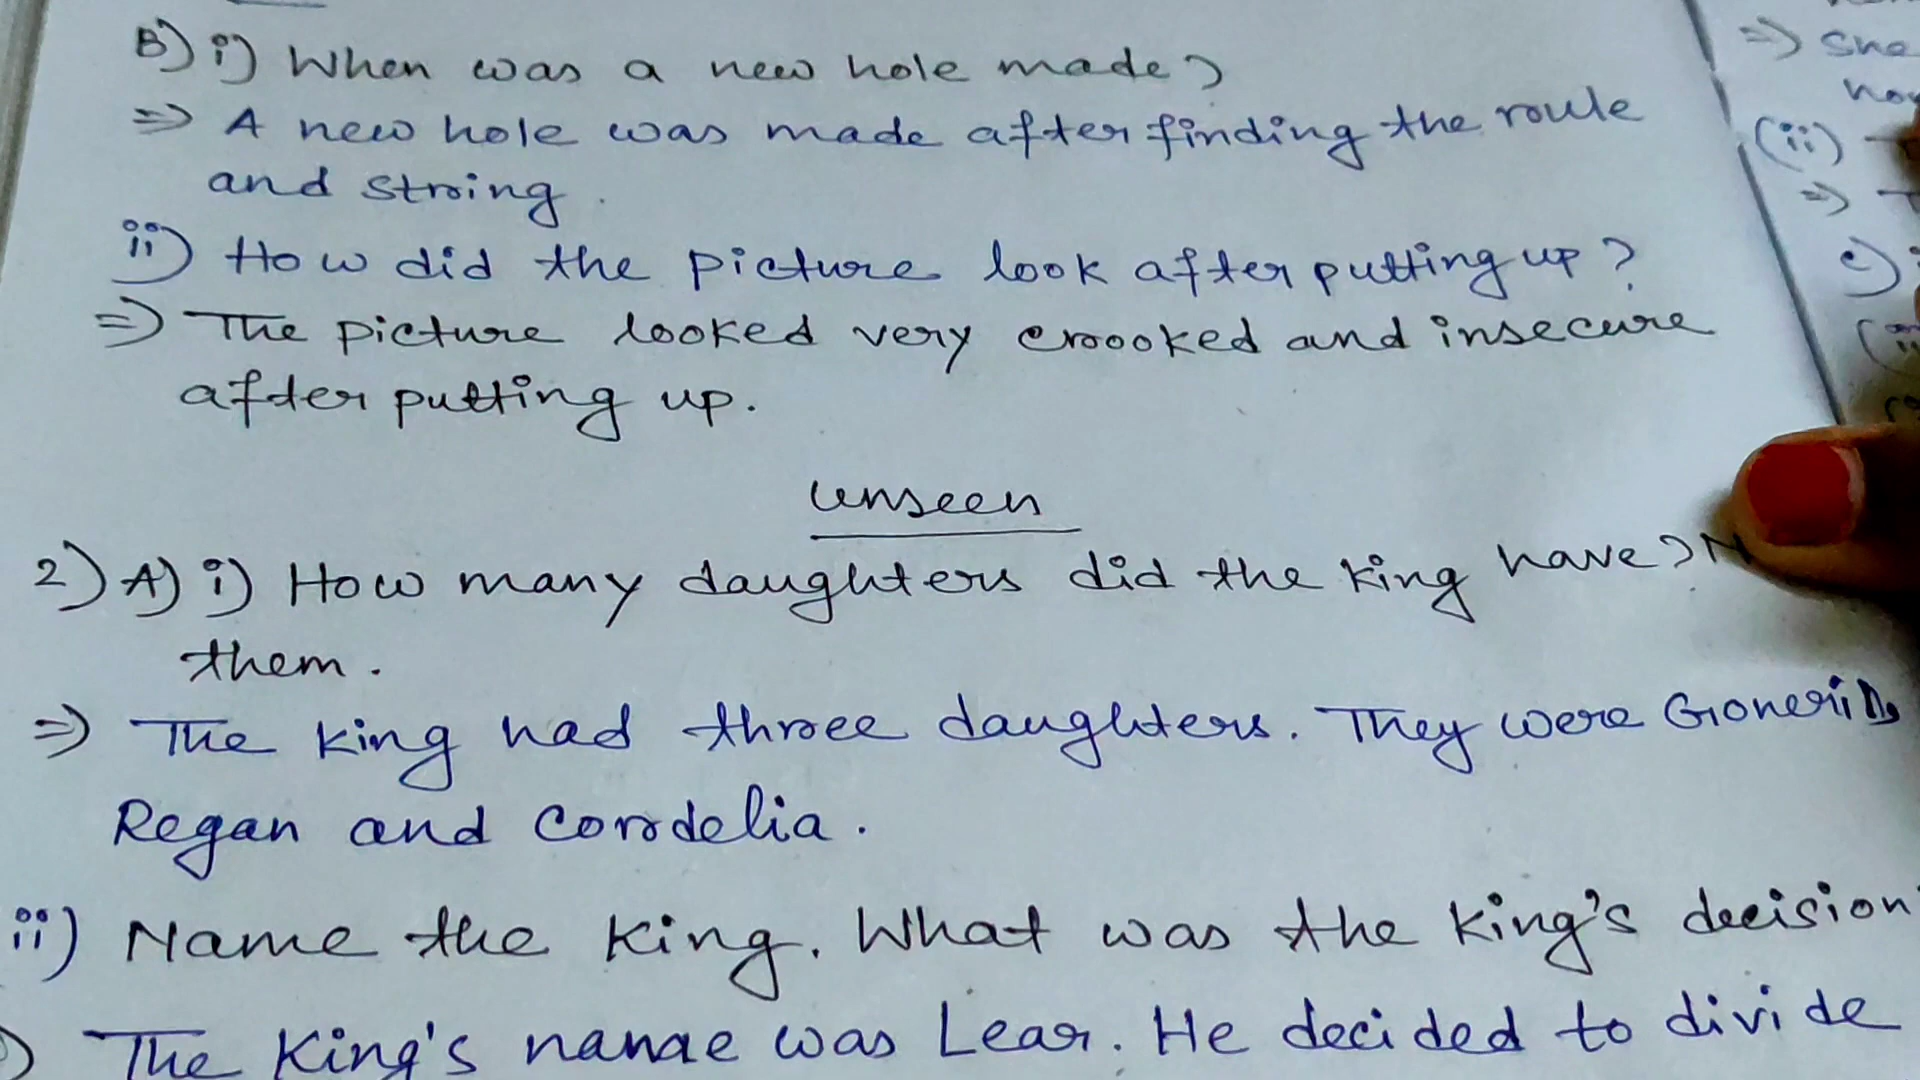 B) i) When was a new hole made?
=> A new hole was made after finding the roule
and string.
ii) How did the picture look after putting up?
=> The picture looked very crooked and insecure
after putting up.
unseen
2) A) i) How many daughters did the king have?
them.
=> The king had three daughters. They were Goneril,
Regan and Cordelia.
ii) Name the king. What was the king's decision
The King's name was Lear. He decided to divide
=> She
(ii)
=>
c)